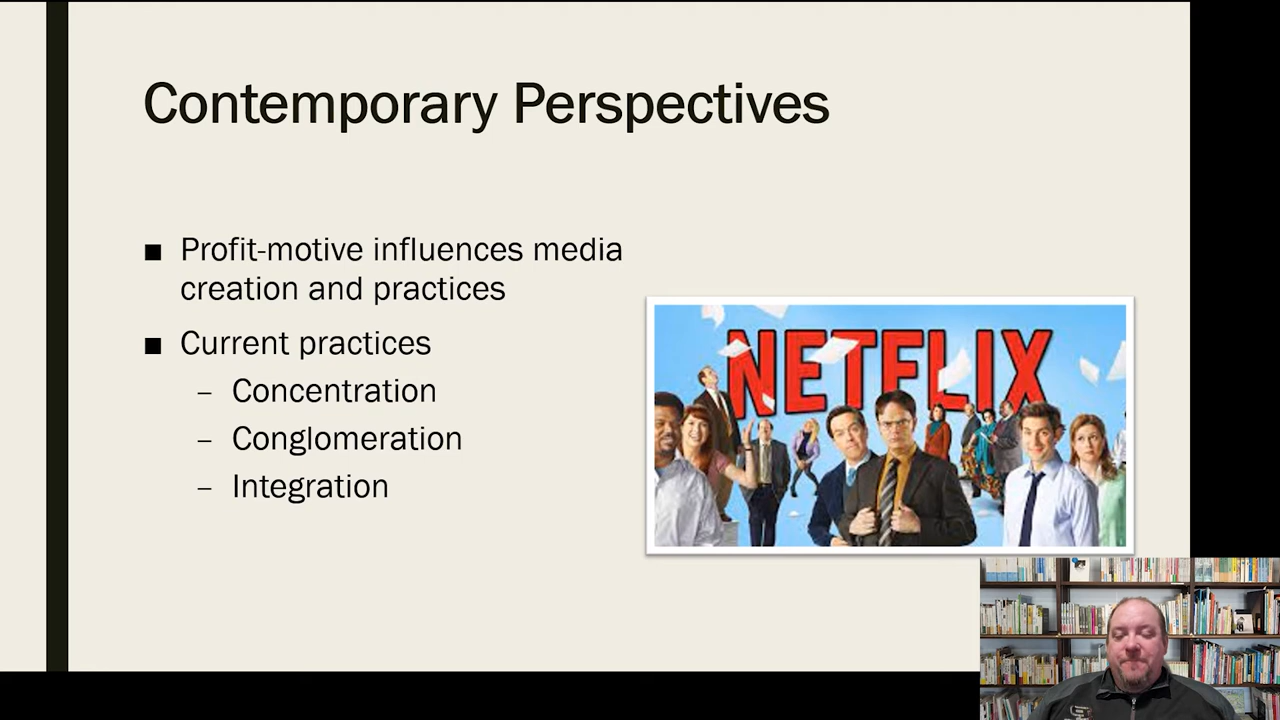 Contemporary Perspectives
■ Profit-motive influences media
creation and practices
■ Current practices
– Concentration
– Conglomeration
– Integration
NETFLIX